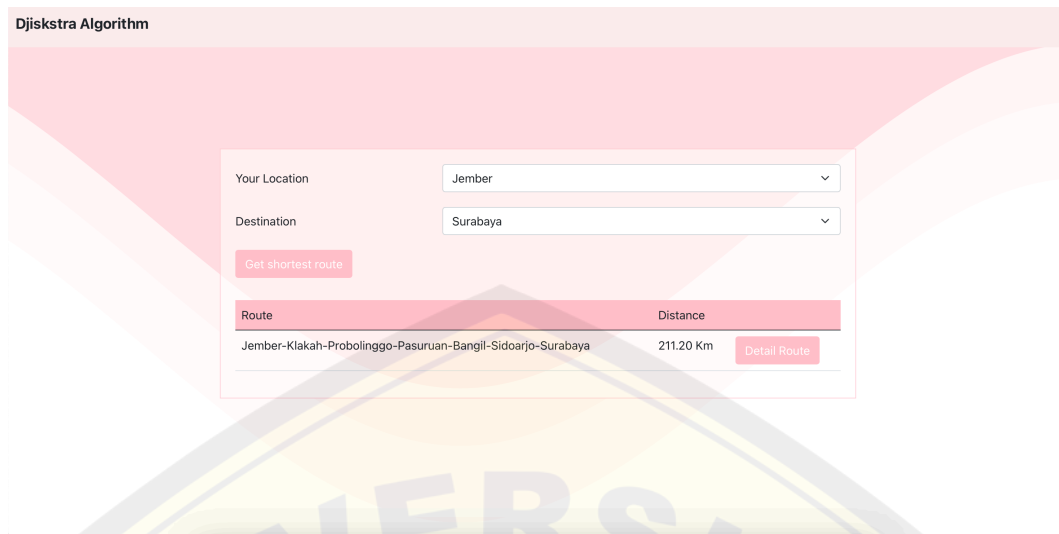 Djiskstra Algorithm
Your Location Jember
Destination Surabaya
Get shortest route
Route Distance
Jember-Klakah-Probolinggo-Pasuruan-Bangil-Sidoarjo-Surabaya 211.20 Km Detail Route
VERS